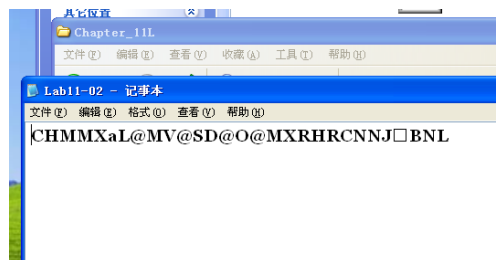 其它位置
Chapter_11L
文件(F) 编辑(E) 查看(V) 收藏(A) 工具(T) 帮助(H)
Lab11-02 - 记事本
文件(F) 编辑(E) 格式(O) 查看(V) 帮助(H)
CHMMXaL@MV@SD@O@MXRHRCNNJ□BNL